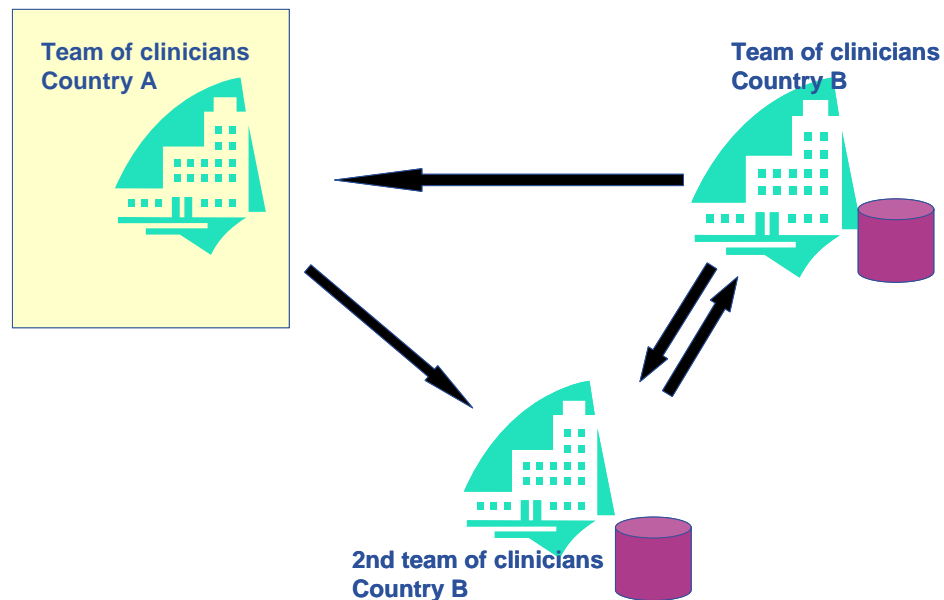 Team of clinicians
Country A
Team of clinicians
Country B
2nd team of clinicians
Country B